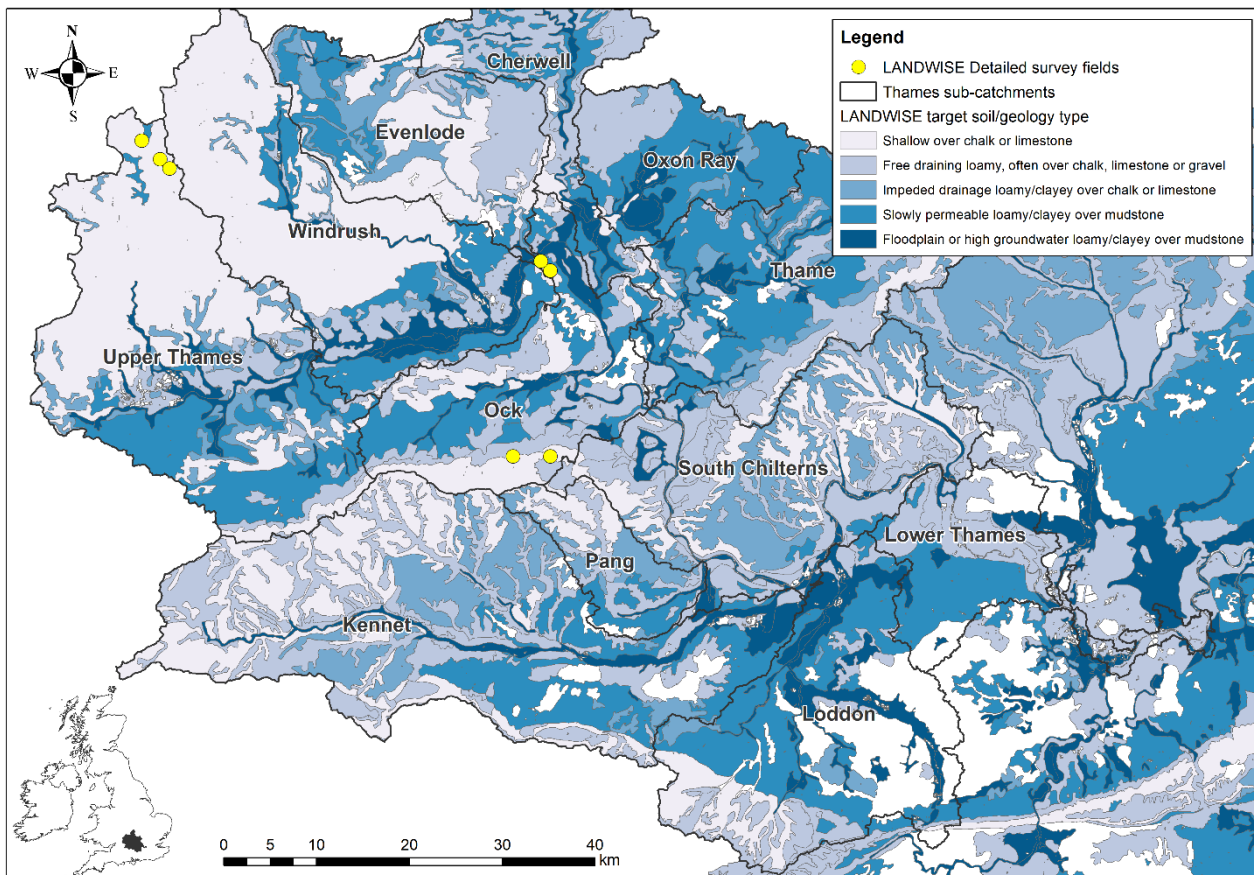 N
W E
S
Cherwell
Evenlode
Oxon Ray
Windrush
Thame
Upper Thames
Ock
South Chilterns
Lower Thames
Pang
Kennet
Loddon
Legend
LANDWISE Detailed survey fields
Thames sub-catchments
LANDWISE target soil/geology type
Shallow over chalk or limestone
Free draining loamy, often over chalk, limestone or gravel
Impeded drainage loamy/clayey over chalk or limestone
Slowly permeable loamy/clayey over mudstone
Floodplain or high groundwater loamy/clayey over mudstone
0 5 10 20 30 40
km